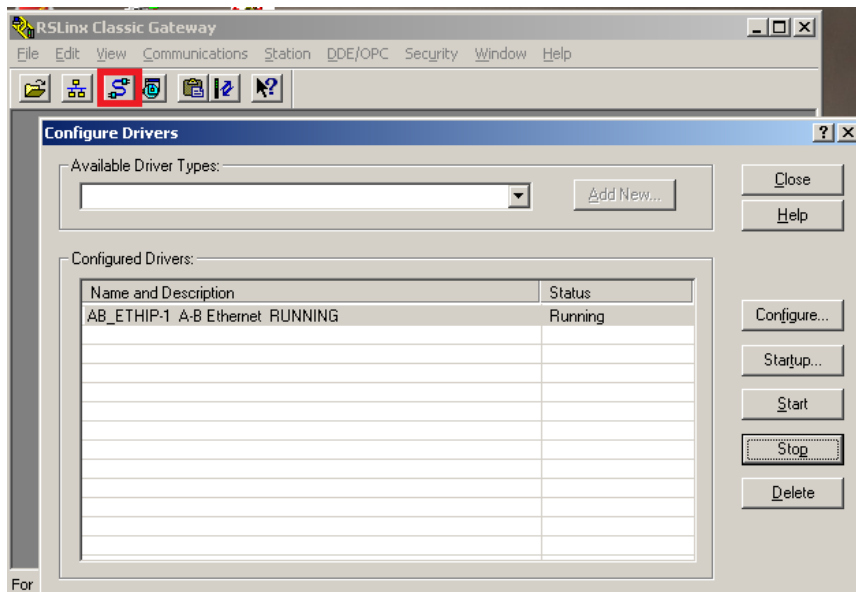 RSLinx Classic Gateway
File Edit View Communications Station DDE/OPC Security Window Help
Configure Drivers
Available Driver Types:
Add New...
Close
Help
Configured Drivers:
Name and Description Status
AB_ETHIP-1 A-B Ethernet RUNNING Running
Configure...
Startup...
Start
Stop
Delete
For